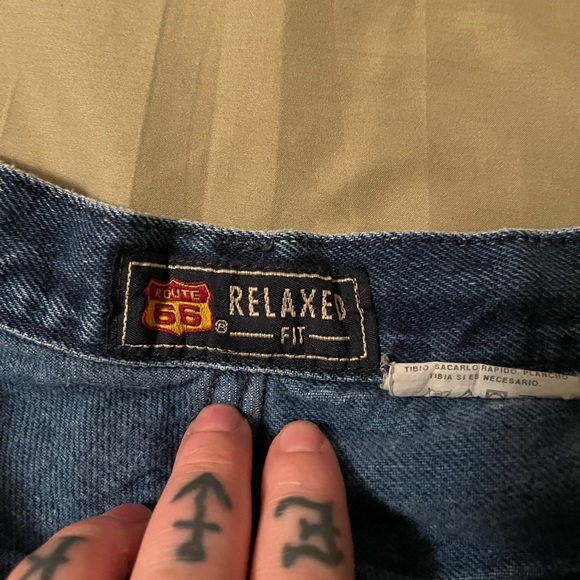 ROUTE
66
®
RELAXED
FIT
TIBIO SACARLO RAPIDO. PLANCHO
TIBIA SI ES NECESARIO.
A
E